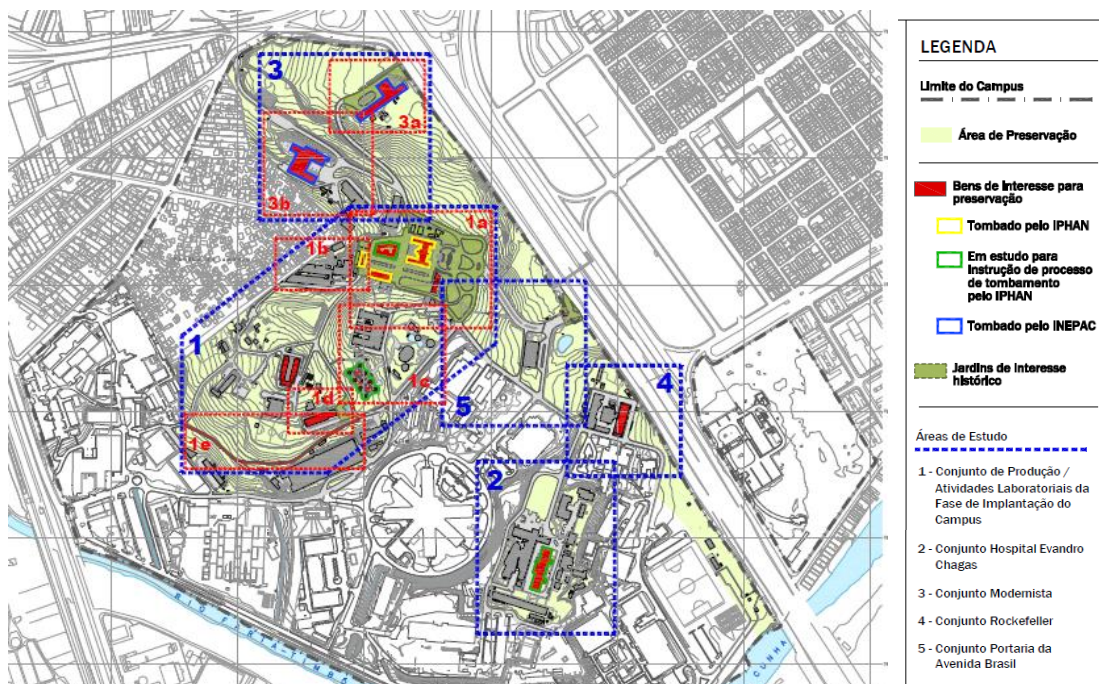 3
3a
3b
1a
1b
1
1c
1d
1e
5
4
2
RIO FARIA-TIMBÓ
CUNHA
LEGENDA
Limite do Campus
Área de Preservação
Bens de Interesse para
preservação
Tombado pelo IPHAN
Em estudo para
Instrução de processo
de tombamento
pelo IPHAN
Tombado pelo INEPAC
Jardins de Interesse
histórico
Áreas de Estudo
1 - Conjunto de Produção /
Atividades Laboratoriais da
Fase de Implantação do
Campus
2 - Conjunto Hospital Evandro
Chagas
3 - Conjunto Modernista
4 - Conjunto Rockefeller
5 - Conjunto Portaria da
Avenida Brasil